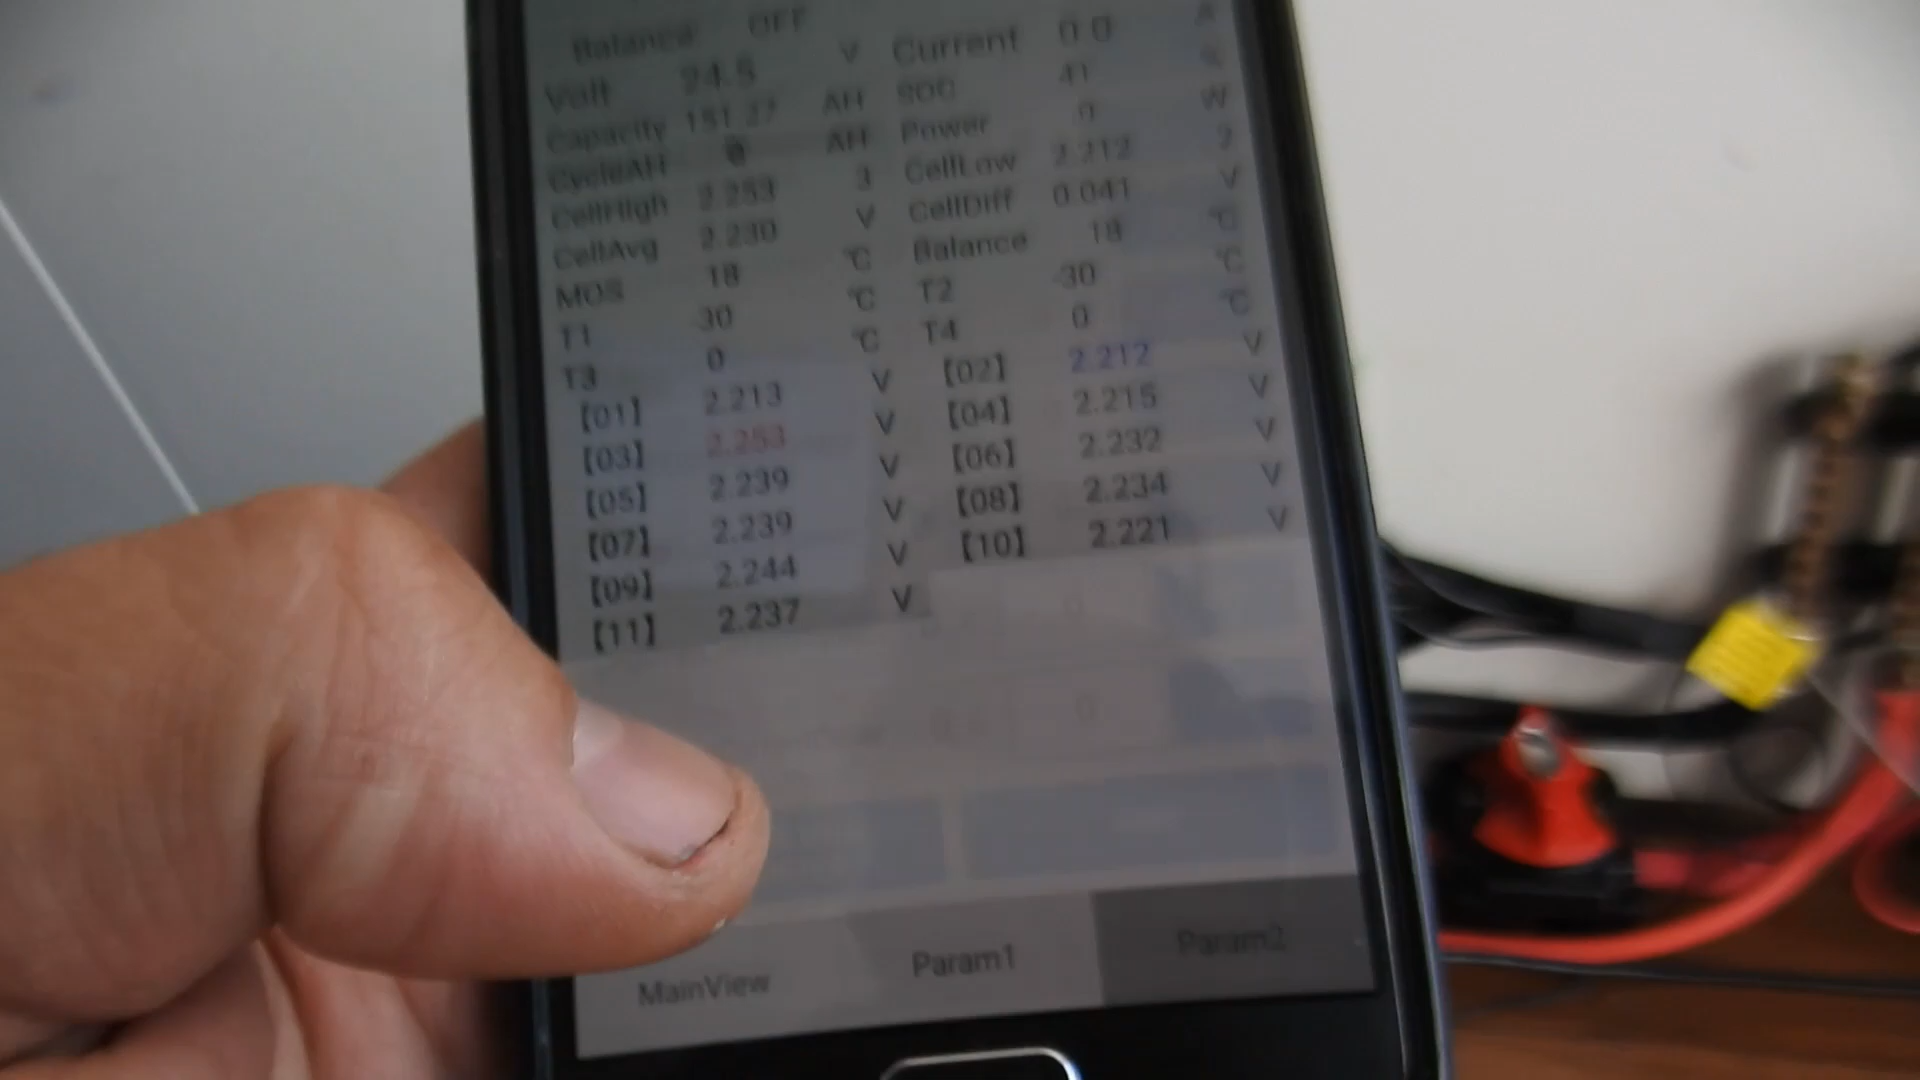 Balance OFF
Volt 24.5 V Current 0.0 A
Capacity 151.27 AH SOC 41
CycleAH 0 AH Power 0 W
CellHigh 2.253 3 CellLow 2.212 2
CellAvg 2.230 V CellDiff 0.041 V
MOS 18 ℃ Balance 18 ℃
T1 -30 ℃ T2 -30 ℃
T3 0 ℃ T4 0 ℃
[01] 2.213 V [02] 2.212 V
[03] 2.253 V [04] 2.215 V
[05] 2.239 V [06] 2.232 V
[07] 2.239 V [08] 2.234 V
[09] 2.244 V [10] 2.221 V
[11] 2.237 V
MainView Param1 Param2